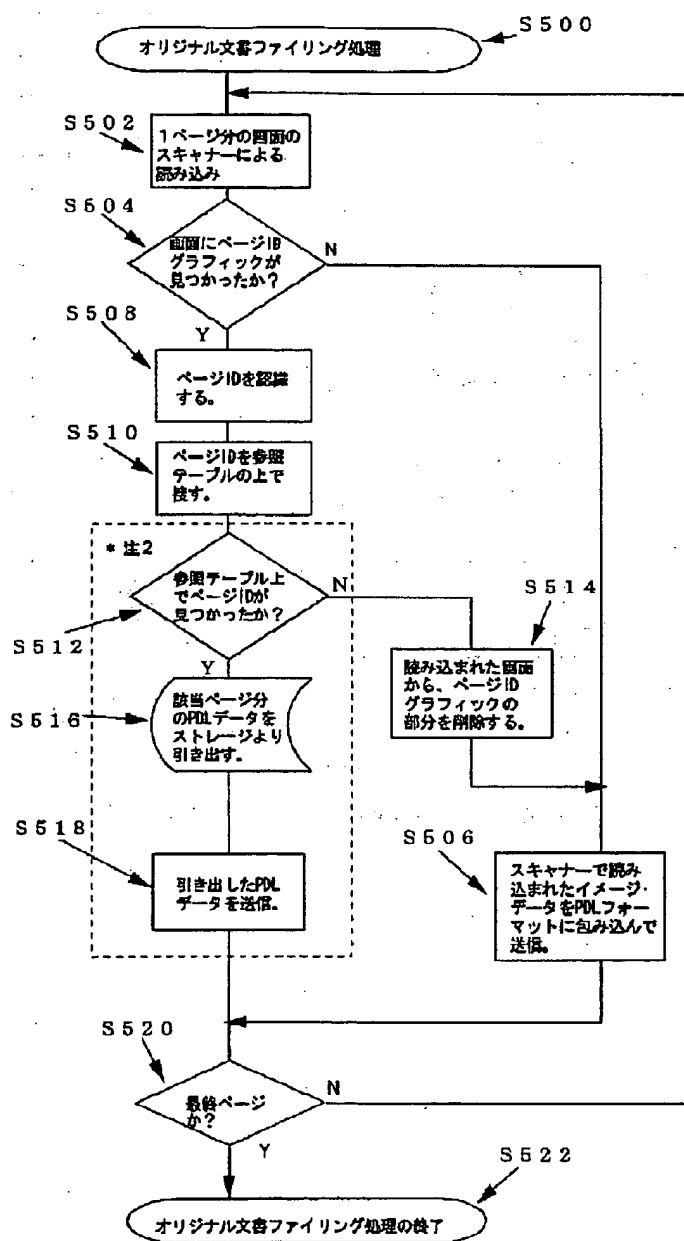 S500
オリジナル文書ファイリング処理
S502
1ページ分の画面の
スキャナーによる
読み込み
S504
画面にページID
グラフィックが
見つかったか?
N
Y
S508
ページIDを認識
する。
S510
ページIDを参照
テーブルの上で
捜す。
*注2
参照テーブル上
でページIDが
見つかったか?
N
S512
Y
S514
読み込まれた画面
から、ページID
グラフィックの
部分を削除する。
S516
該当ページ分
のPDLデータを
ストレージより
引き出す。
S518
引き出したPDL
データを送信。
S506
スキャナーで読み
込まれたイメージ・
データをPDLフォー
マットに包み込んで
送信。
S520
最終ページ
か?
N
Y
S522
オリジナル文書ファイリング処理の終了